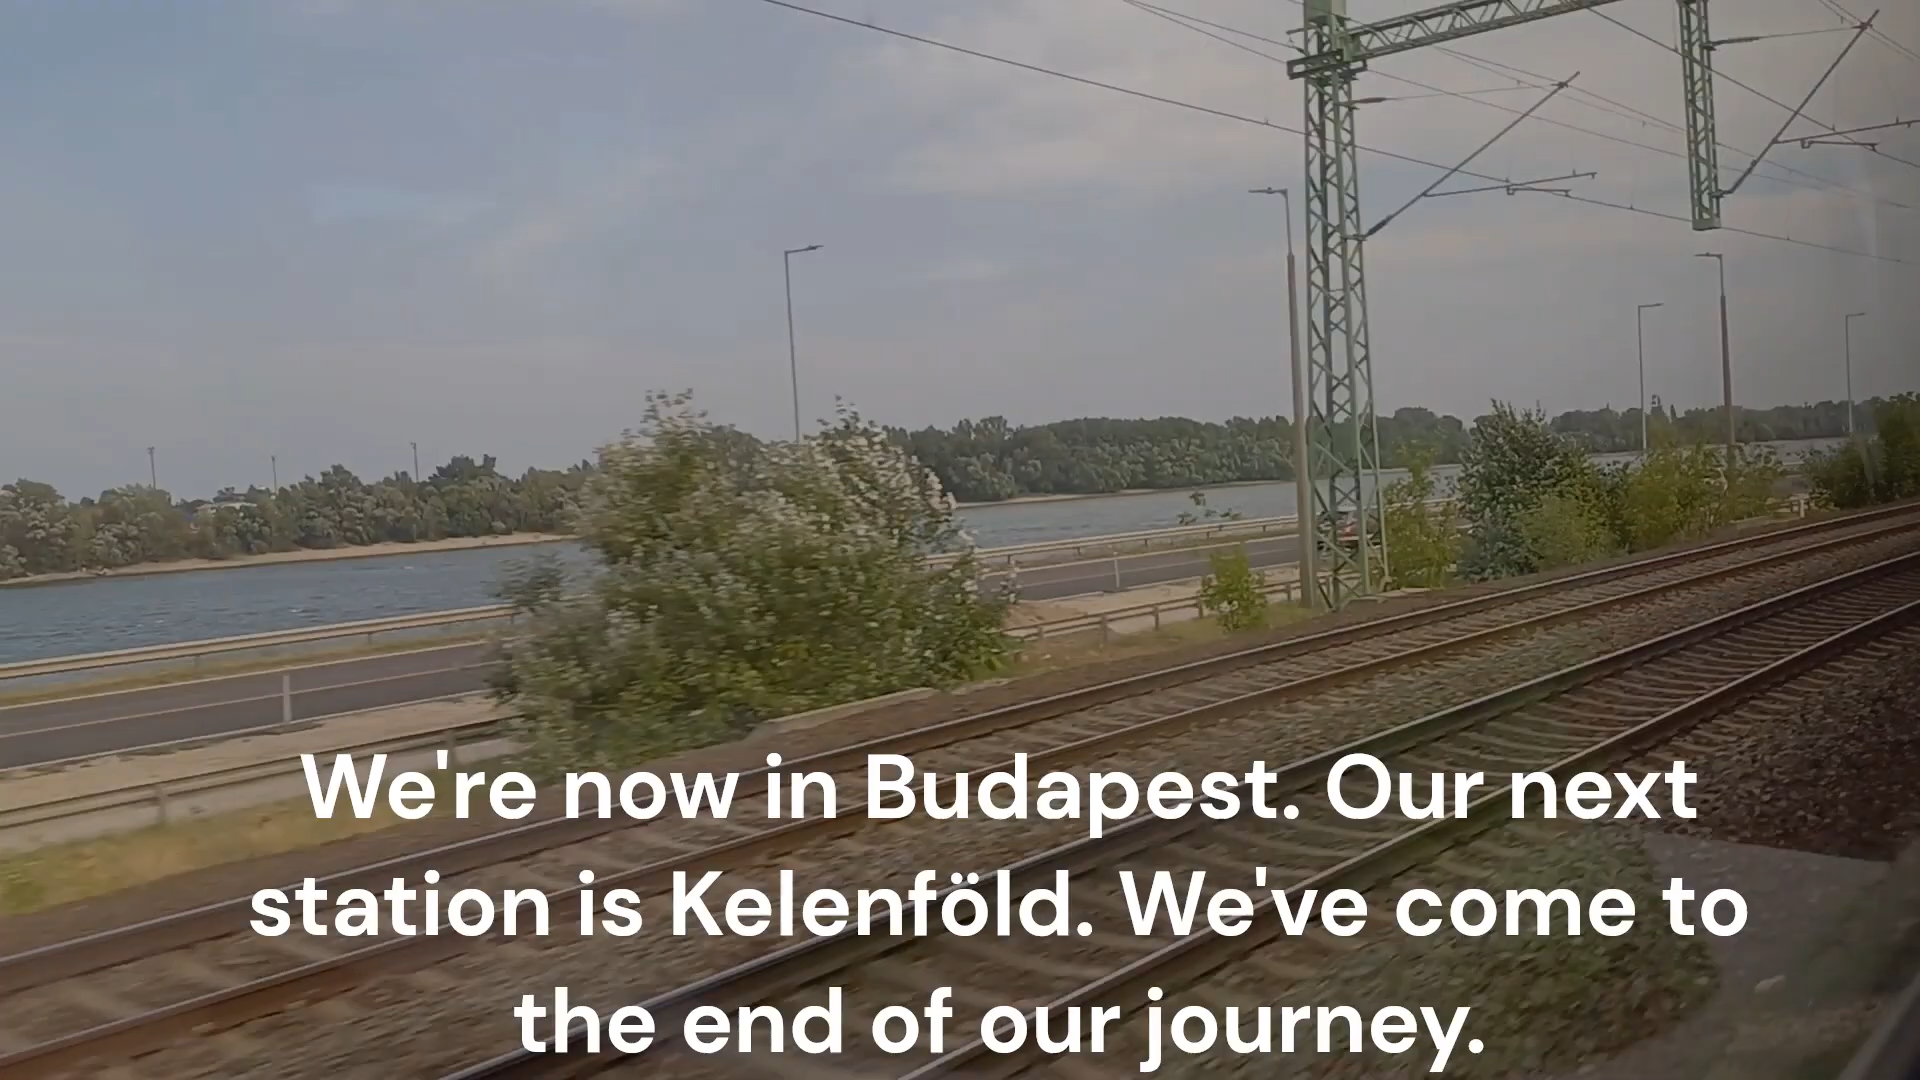 We're now in Budapest. Our next
station is Kelenföld. We've come to
the end of our journey.